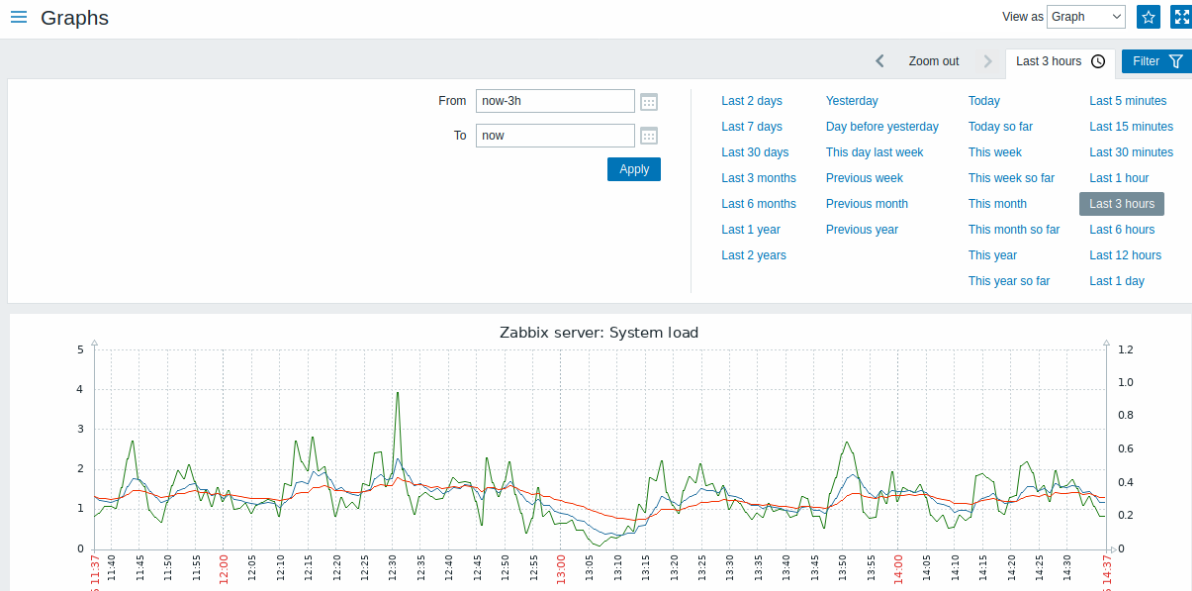 Graphs
View as Graph
Zoom out Last 3 hours Filter
From now-3h
To now
Apply
Last 2 days Yesterday Today Last 5 minutes
Last 7 days Day before yesterday Today so far Last 15 minutes
Last 30 days This day last week This week Last 30 minutes
Last 3 months Previous week This week so far Last 1 hour
Last 6 months Previous month This month Last 3 hours
Last 1 year Previous year This month so far Last 6 hours
Last 2 years This year Last 12 hours
This year so far Last 1 day
Zabbix server: System load
5 1.2
4 1.0
3 0.8
2 0.6
1 0.4
0 0.2
0
11:37 11:40 11:45 11:50 11:55 12:00 12:05 12:10 12:15 12:20 12:25 12:30 12:35 12:40 12:45 12:50 12:55 13:00 13:05 13:10 13:15 13:20 13:25 13:30 13:35 13:40 13:45 13:50 13:55 14:00 14:05 14:10 14:15 14:20 14:25 14:30 14:37